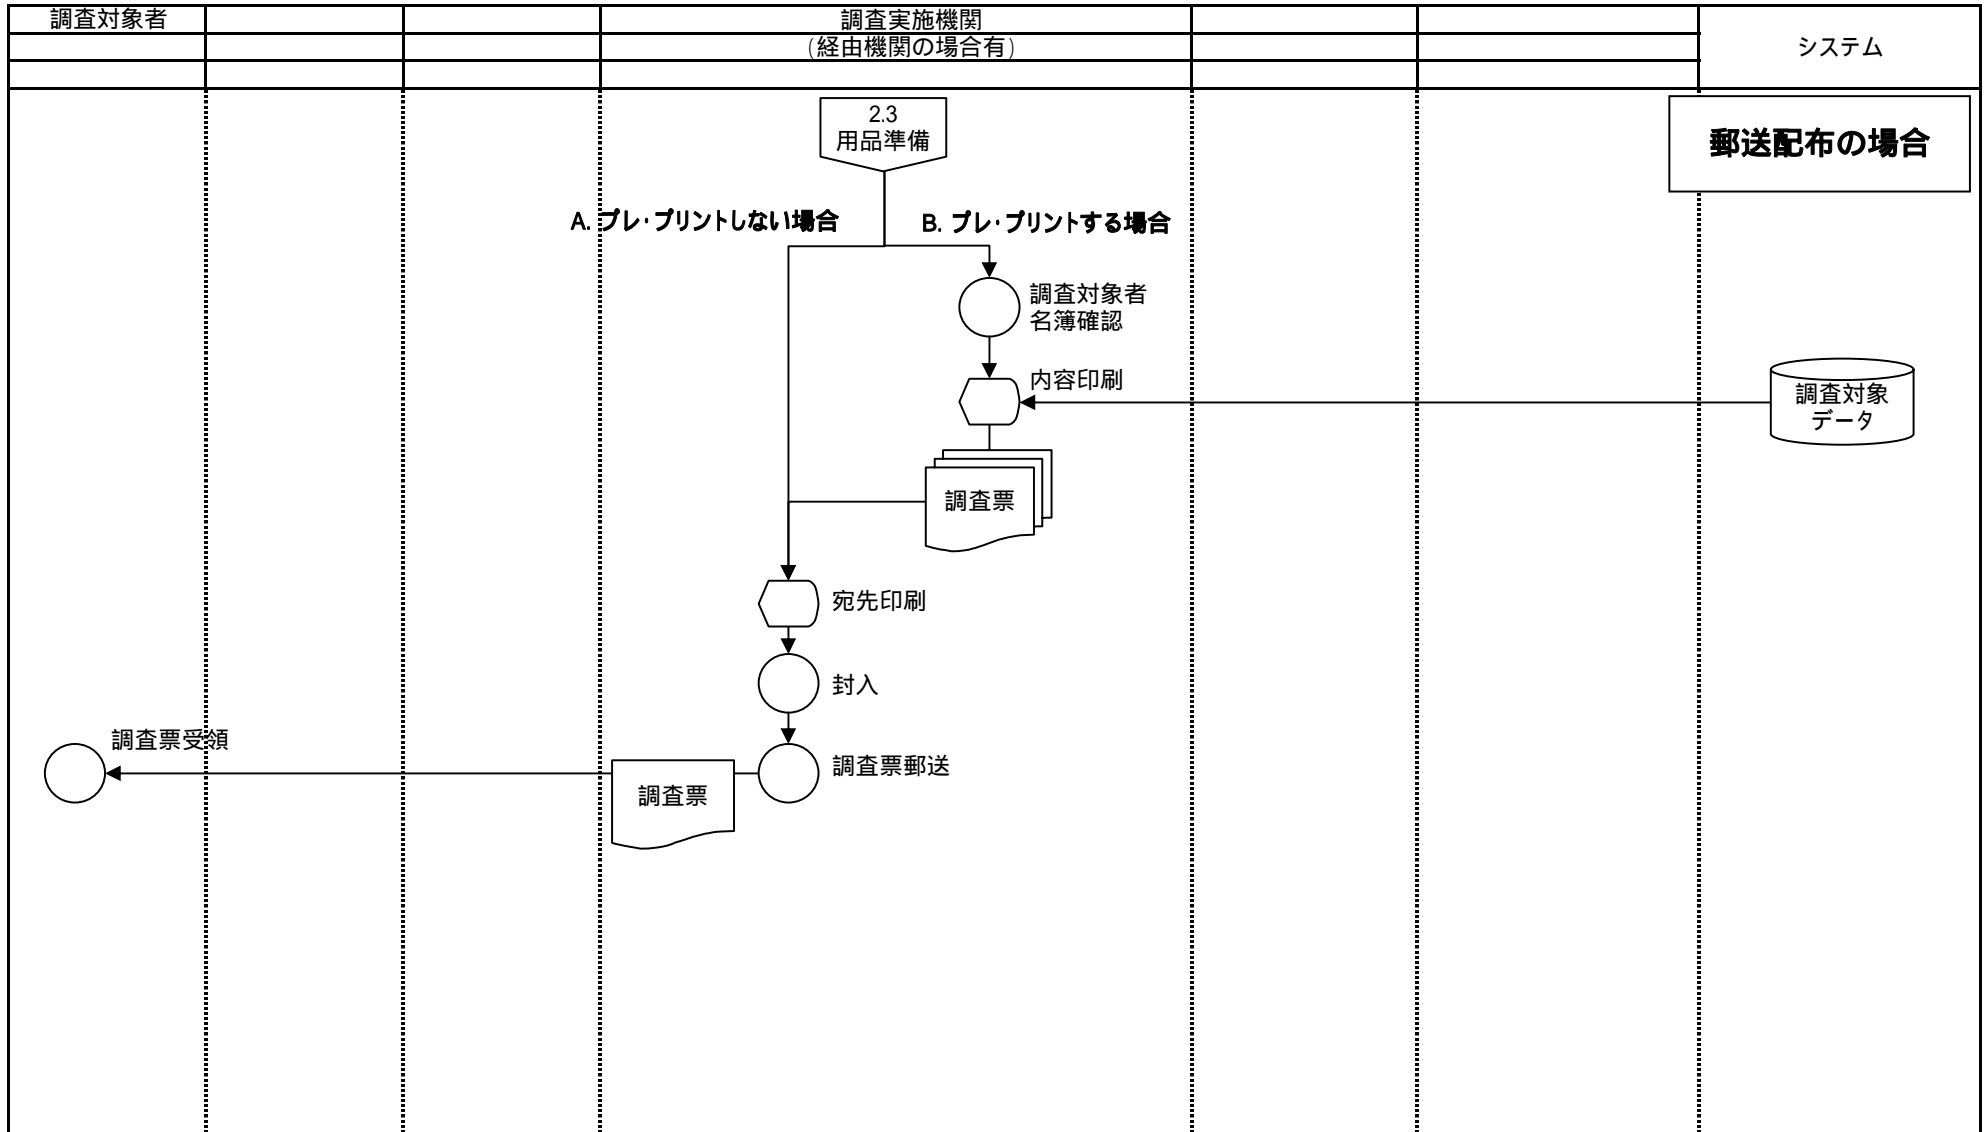 調査対象者
調査実施機関
(経由機関の場合有)
システム
2.3
用品準備
郵送配布の場合
A. プレ・プリントしない場合
B. プレ・プリントする場合
調査対象者
名簿確認
内容印刷
調査対象
データ
調査票
宛先印刷
封入
調査票受領
調査票郵送
調査票